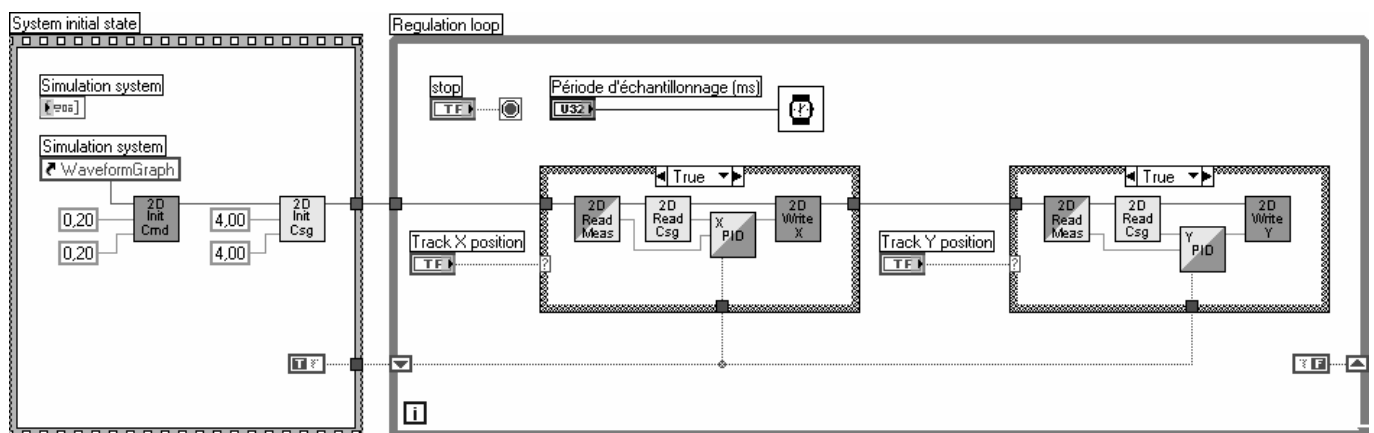 System initial state
Regulation loop
Simulation system
stop
Période d'échantillonnage (ms)
TF
U32
Simulation system
WaveformGraph
True
True
0,20
0,20
2D
Init
Cmd
4,00
4,00
2D
Init
Csg
Track X position
TF
?
2D
Read
Meas
2D
Read
Csg
X
PID
2D
Write
X
Track Y position
TF
?
2D
Read
Meas
2D
Read
Csg
Y
PID
2D
Write
Y
T
F
i